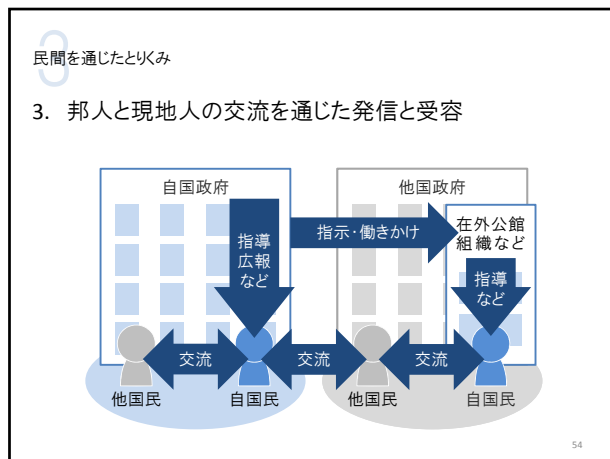 3
民間を通じたとりくみ
3. 邦人と現地人の交流を通じた発信と受容
自国政府
他国政府
指導
広報
など
指示・働きかけ
在外公館
組織など
指導
など
交流
交流
交流
他国民
自国民
他国民
自国民
54